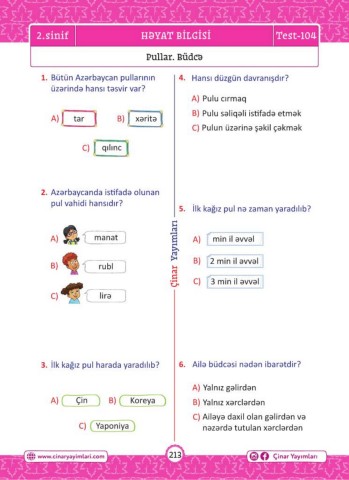 2.sinif
HƏYAT BİLGİSİ
Test-104
Pullar. Büdcə
1. Bütün Azərbaycan pullarının
üzərində hansı təsvir var?
A) tar
B) xəritə
C) qılınc
2. Azərbaycanda istifadə olunan
pul vahidi hansıdır?
A) manat
B) rubl
C) lirə
3. İlk kağız pul harada yaradılıb?
A) Çin
B) Koreya
C) Yaponiya
Çinar Yayımları
4. Hansı düzgün davranışdır?
A) Pulu cırmaq
B) Pulu səliqəli istifadə etmək
C) Pulun üzərinə şəkil çəkmək
5. İlk kağız pul nə zaman yaradılıb?
A) min il əvvəl
B) 2 min il əvvəl
C) 3 min il əvvəl
6. Ailə büdcəsi nədən ibarətdir?
A) Yalnız gəlirdən
B) Yalnız xərclərdən
C) Ailəyə daxil olan gəlirdən və
nəzərdə tutulan xərclərdən
www.cinaryayimlari.com
213
Çinar Yayımları